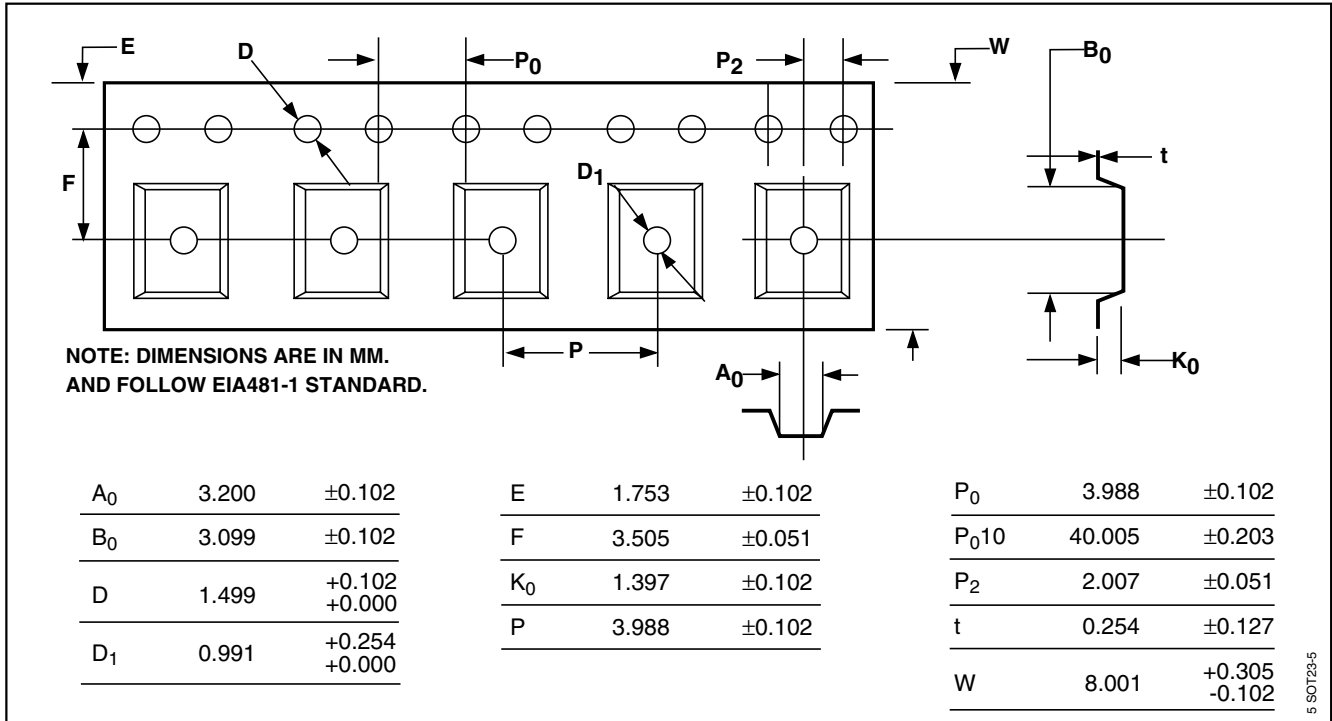 E
D
P0
P2
W
B0
t
F
D1
NOTE: DIMENSIONS ARE IN MM.
AND FOLLOW EIA481-1 STANDARD.
P
A0
K0
A0 3.200 ±0.102
B0 3.099 ±0.102
D 1.499 +0.102
+0.000
D1 0.991 +0.254
+0.000
E 1.753 ±0.102
F 3.505 ±0.051
K0 1.397 ±0.102
P 3.988 ±0.102
P0 3.988 ±0.102
P010 40.005 ±0.203
P2 2.007 ±0.051
t 0.254 ±0.127
W 8.001 +0.305
-0.102
5 SOT23-5